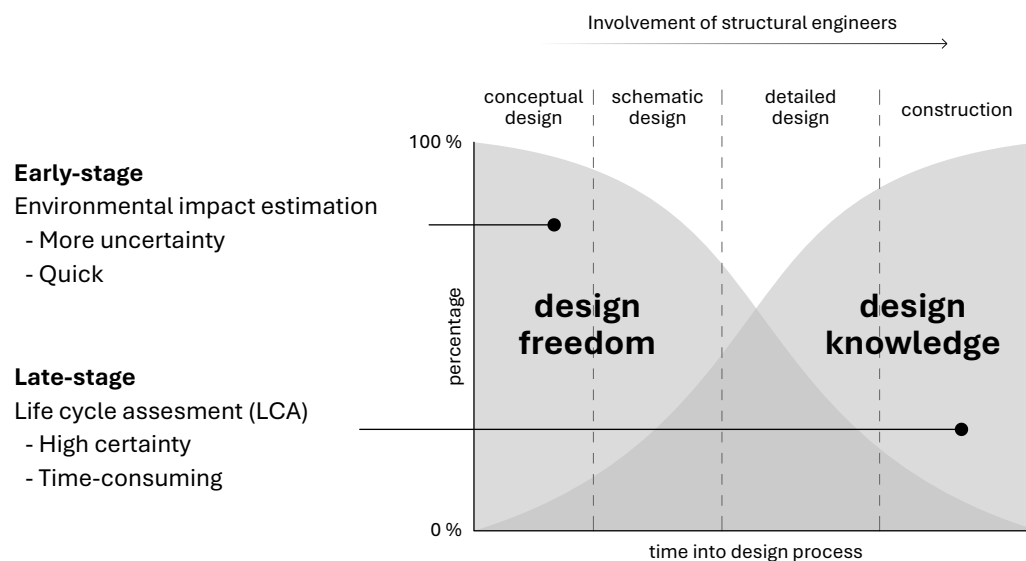 Involvement of structural engineers
conceptual
design
schematic
design
detailed
design
construction
100 %
Early-stage
Environmental impact estimation
- More uncertainty
- Quick
percentage
design
freedom
design
knowledge
Late-stage
Life cycle assesment (LCA)
- High certainty
- Time-consuming
0 %
time into design process